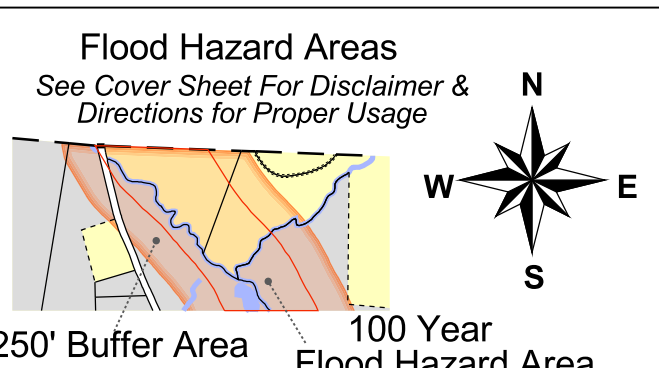 Flood Hazard Areas
See Cover Sheet For Disclaimer &
Directions for Proper Usage
N
W
E
S
250' Buffer Area
100 Year
Flood Hazard Area